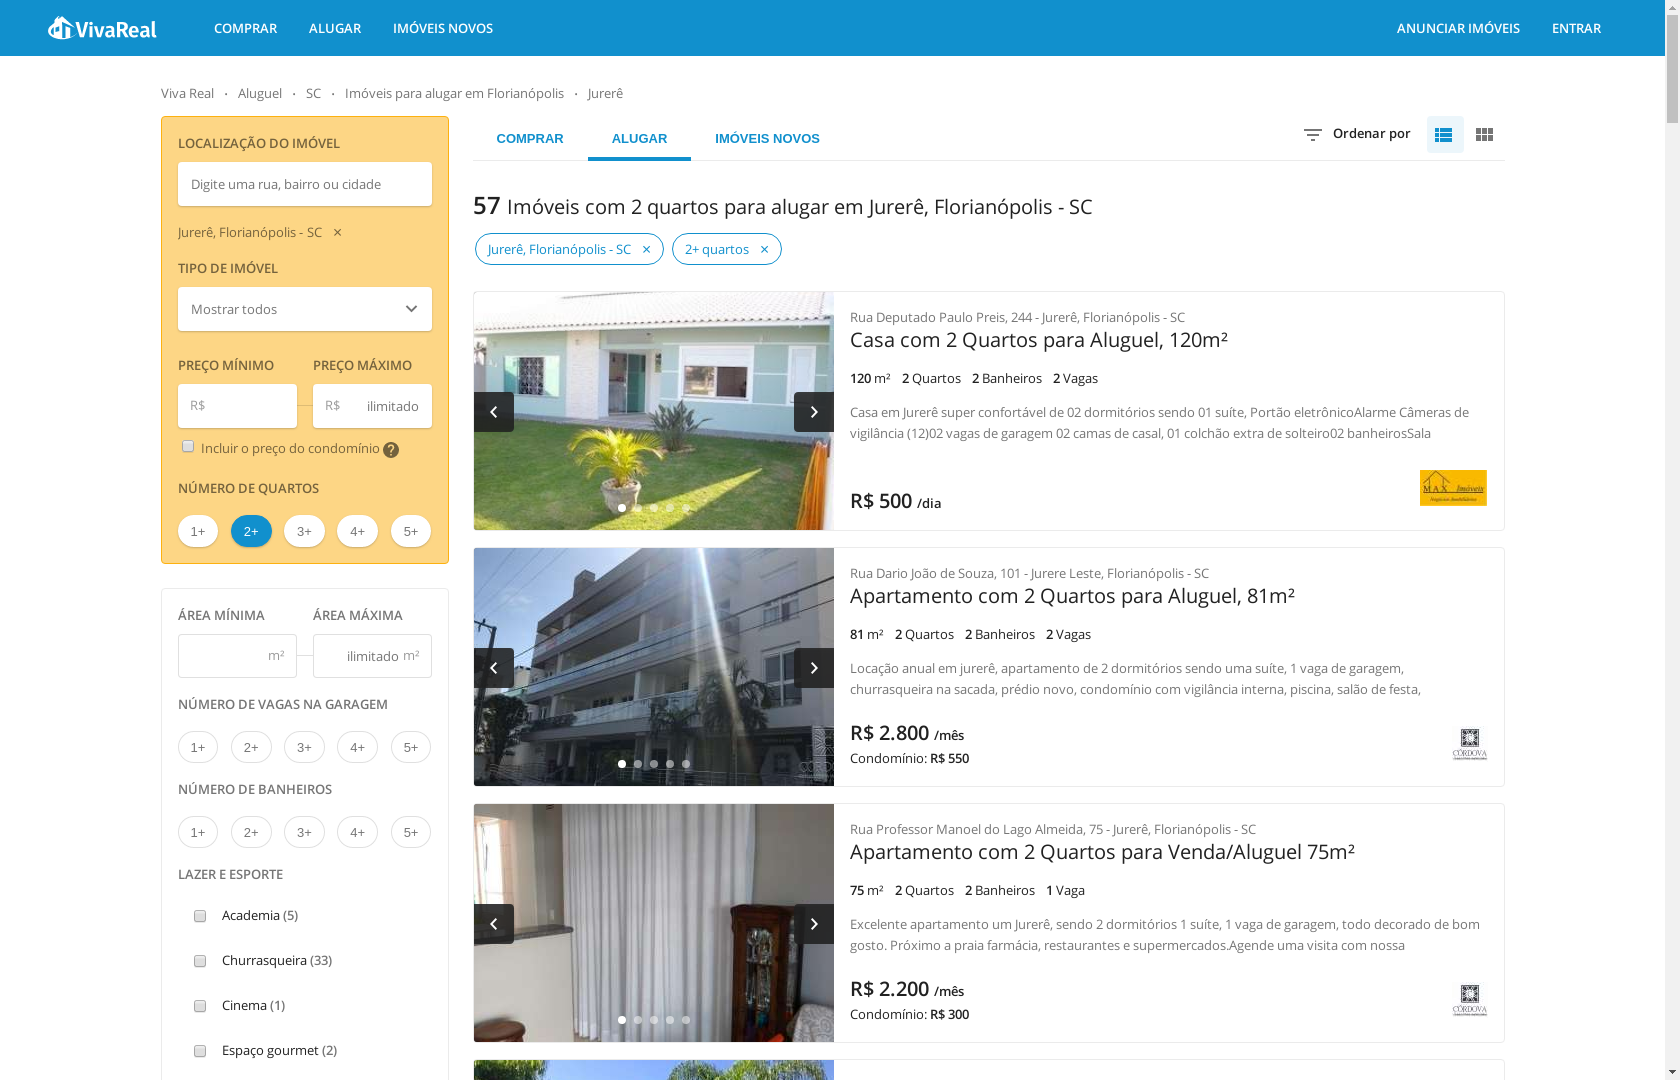 VivaReal COMPRAR ALUGAR IMÓVEIS NOVOS ANUNCIAR IMÓVEIS ENTRAR
Viva Real · Aluguel · SC · Imóveis para alugar em Florianópolis · Jurerê
LOCALIZAÇÃO DO IMÓVEL
Digite uma rua, bairro ou cidade
Jurerê, Florianópolis - SC ×
TIPO DE IMÓVEL
Mostrar todos
PREÇO MÍNIMO PREÇO MÁXIMO
R$ R$ ilimitado
Incluir o preço do condomínio ?
NÚMERO DE QUARTOS
1+ 2+ 3+ 4+ 5+
ÁREA MÍNIMA ÁREA MÁXIMA
m² ilimitado m²
NÚMERO DE VAGAS NA GARAGEM
1+ 2+ 3+ 4+ 5+
NÚMERO DE BANHEIROS
1+ 2+ 3+ 4+ 5+
LAZER E ESPORTE
Academia (5)
Churrasqueira (33)
Cinema (1)
Espaço gourmet (2)
COMPRAR ALUGAR IMÓVEIS NOVOS Ordenar por
57 Imóveis com 2 quartos para alugar em Jurerê, Florianópolis - SC
Jurerê, Florianópolis - SC × 2+ quartos ×
Rua Deputado Paulo Preis, 244 - Jurerê, Florianópolis - SC
Casa com 2 Quartos para Aluguel, 120m²
120 m² 2 Quartos 2 Banheiros 2 Vagas
Casa em Jurerê super confortável de 02 dormitórios sendo 01 suíte, Portão eletrônicoAlarme Câmeras de
vigilância (12)02 vagas de garagem 02 camas de casal, 01 colchão extra de solteiro02 banheirosSala
R$ 500 /dia
MAX Imóveis
Rua Dario João de Souza, 101 - Jurere Leste, Florianópolis - SC
Apartamento com 2 Quartos para Aluguel, 81m²
81 m² 2 Quartos 2 Banheiros 2 Vagas
Locação anual em jurerê, apartamento de 2 dormitórios sendo uma suíte, 1 vaga de garagem,
churrasqueira na sacada, prédio novo, condomínio com vigilância interna, piscina, salão de festa,
R$ 2.800 /mês
Condomínio: R$ 550
CÓRDOVA
Rua Professor Manoel do Lago Almeida, 75 - Jurerê, Florianópolis - SC
Apartamento com 2 Quartos para Venda/Aluguel 75m²
75 m² 2 Quartos 2 Banheiros 1 Vaga
Excelente apartamento um Jurerê, sendo 2 dormitórios 1 suíte, 1 vaga de garagem, todo decorado de bom
gosto. Próximo a praia farmácia, restaurantes e supermercados.Agende uma visita com nossa
R$ 2.200 /mês
Condomínio: R$ 300
CÓRDOVA